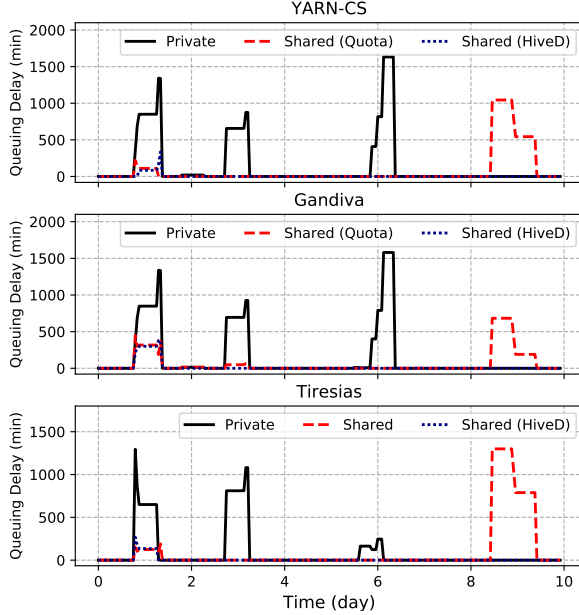 YARN-CS
Queuing Delay (min)
2000
1500
1000
500
0
Private
Shared (Quota)
Shared (HiveD)
Gandiva
Queuing Delay (min)
2000
1500
1000
500
0
Private
Shared (Quota)
Shared (HiveD)
Tiresias
Queuing Delay (min)
1500
1000
500
0
Private
Shared
Shared (HiveD)
0 2 4 6 8 10
Time (day)